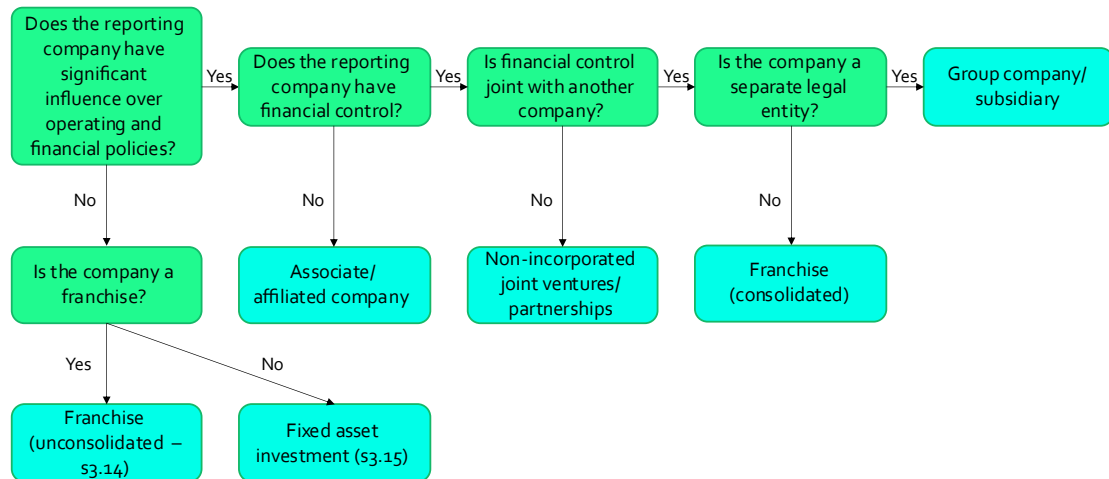 Does the reporting
company have
significant
influence over
operating and
financial policies?
Yes
Does the reporting
company have
financial control?
Yes
Is financial control
joint with another
company?
Yes
Is the company a
separate legal
entity?
Yes
Group company/
subsidiary
No
No
No
No
Is the company a
franchise?
Associate/
affiliated company
Non-incorporated
joint ventures/
partnerships
Franchise
(consolidated)
Yes
No
Franchise
(unconsolidated –
s3.14)
Fixed asset
investment (s3.15)